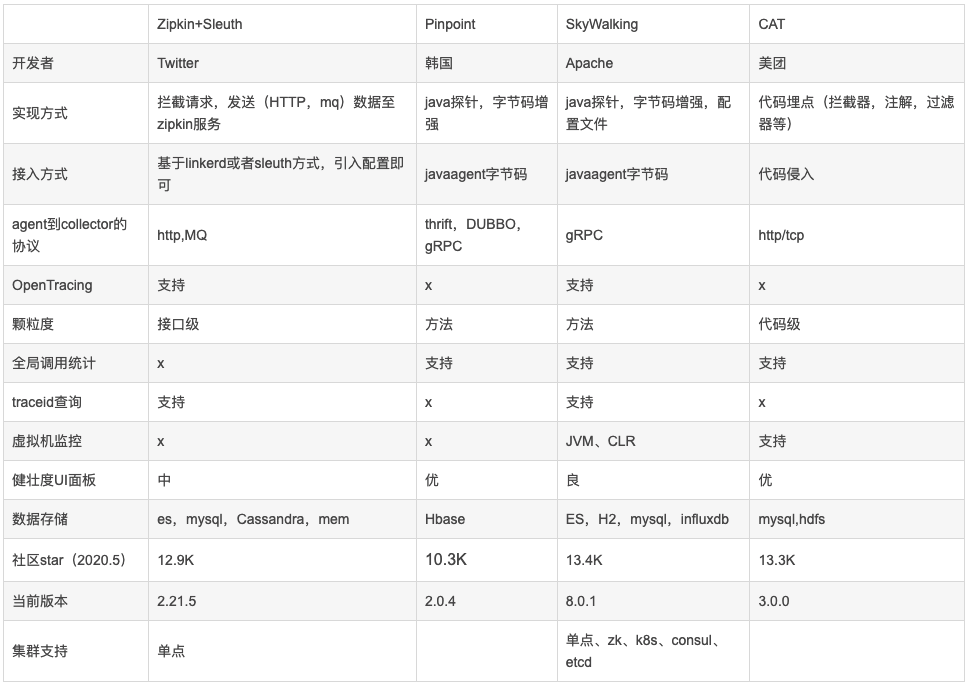 Zipkin+Sleuth Pinpoint SkyWalking CAT
开发者 Twitter 韩国 Apache 美团
实现方式 拦截请求，发送（HTTP，mq）数据至 zipkin服务 java探针，字节码增强 java探针，字节码增强，配置文件 代码埋点（拦截器，注解，过滤器等）
接入方式 基于linkerd或者sleuth方式，引入配置即可 javaagent字节码 javaagent字节码 代码侵入
agent到collector的协议 http,MQ thrift，DUBBO，gRPC gRPC http/tcp
OpenTracing 支持 x 支持 x
颗粒度 接口级 方法 方法 代码级
全局调用统计 x 支持 支持 支持
traceid查询 支持 x 支持 x
虚拟机监控 x x JVM、CLR 支持
健壮度UI面板 中 优 良 优
数据存储 es，mysql，Cassandra，mem Hbase ES，H2，mysql，influxdb mysql,hdfs
社区star（2020.5） 12.9K 10.3K 13.4K 13.3K
当前版本 2.21.5 2.0.4 8.0.1 3.0.0
集群支持 单点 单点、zk、k8s、consul、etcd